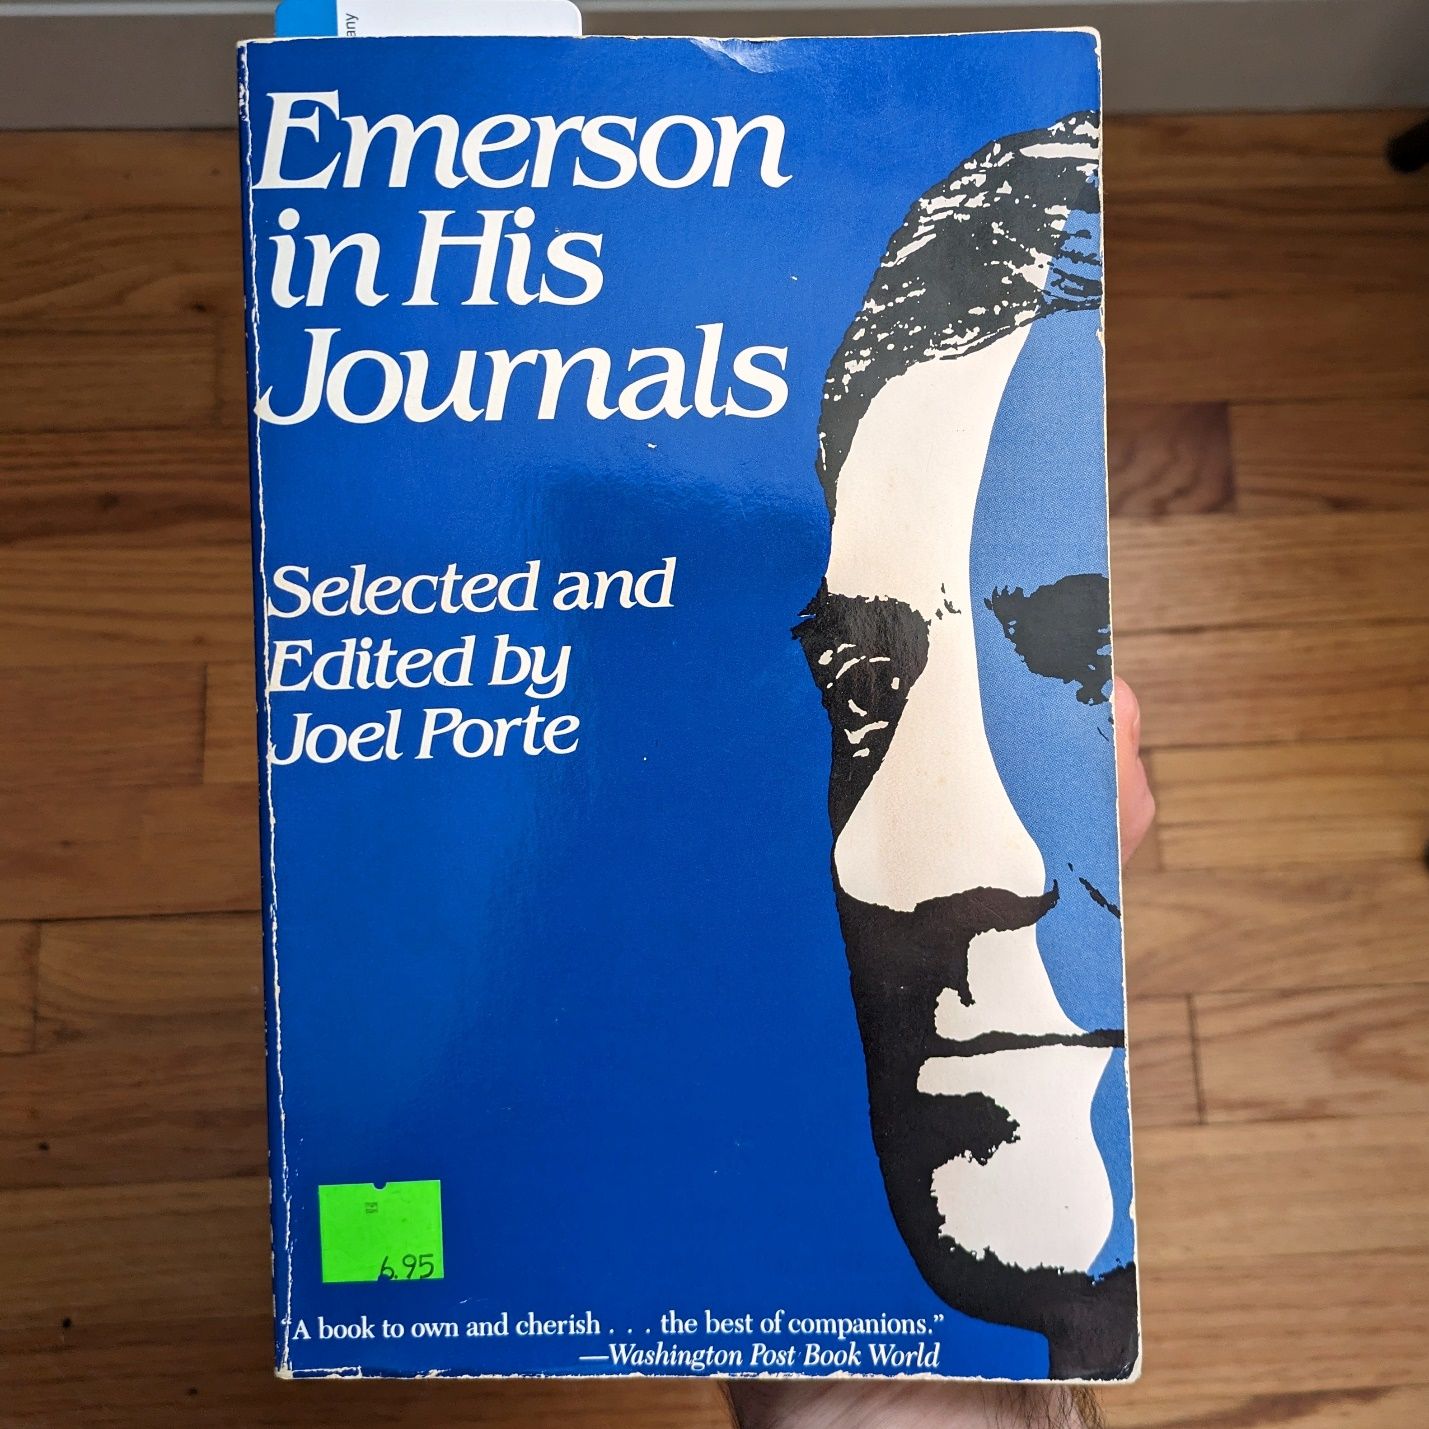 any
Emerson
in His
Journals
Selected and
Edited by
Joel Porte
6.95
"A book to own and cherish . . . the best of companions."
—Washington Post Book World